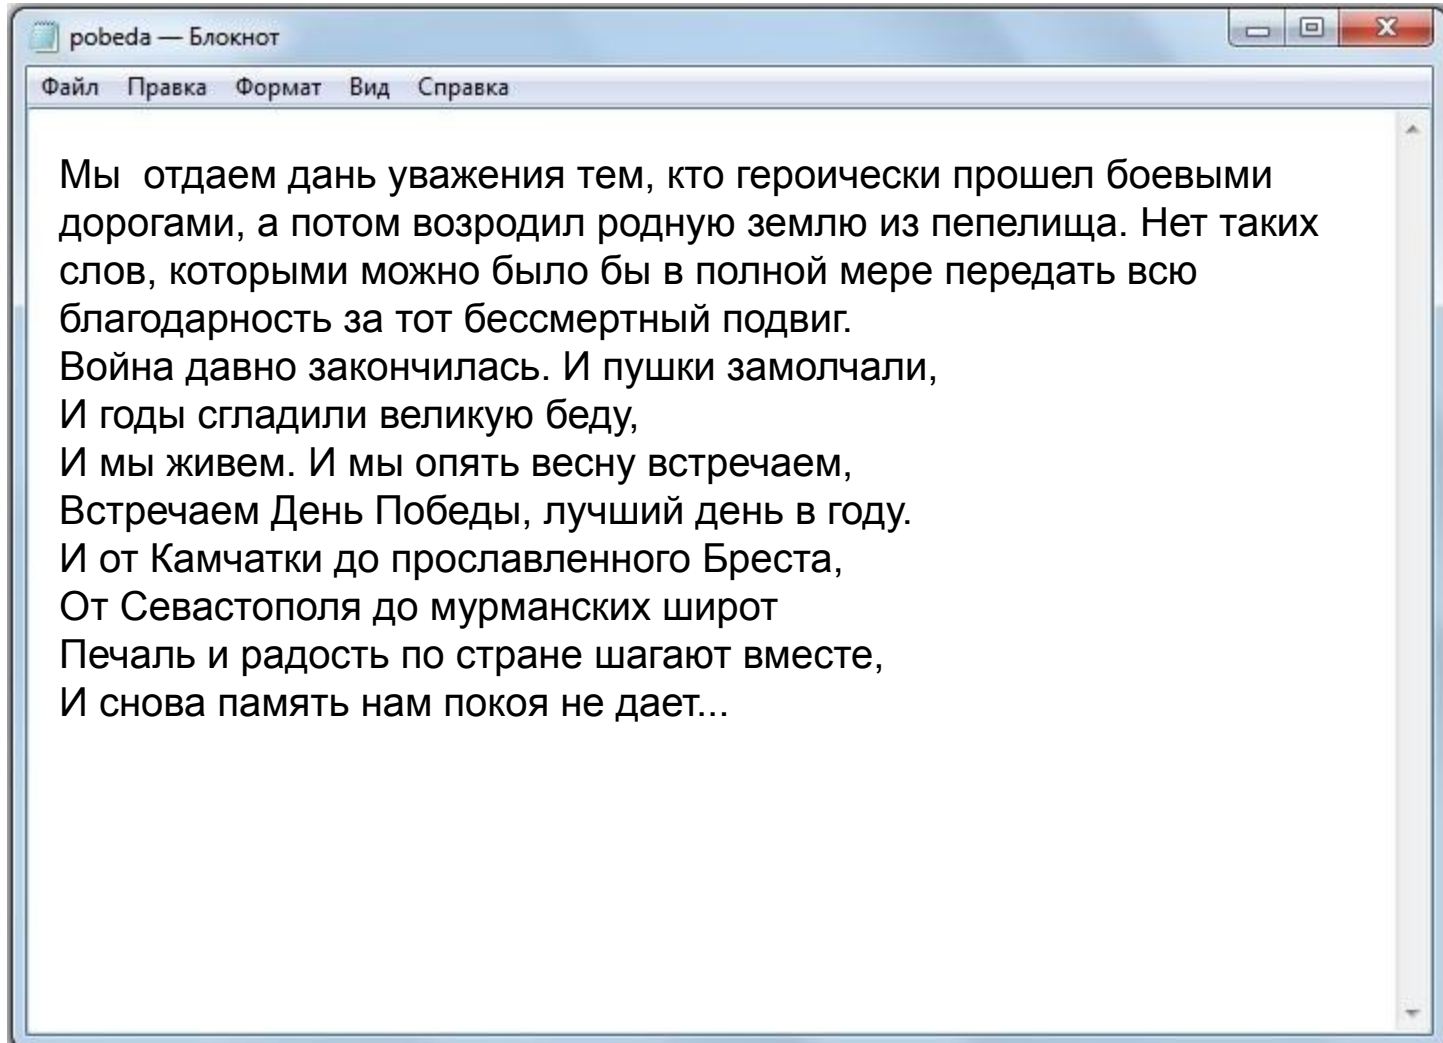 pobeda — Блокнот
Файл Правка Формат Вид Справка
Мы  отдаем дань уважения тем, кто героически прошел боевыми
дорогами, а потом возродил родную землю из пепелища. Нет таких
слов, которыми можно было бы в полной мере передать всю
благодарность за тот бессмертный подвиг.
Война давно закончилась. И пушки замолчали,
И годы сгладили великую беду,
И мы живем. И мы опять весну встречаем,
Встречаем День Победы, лучший день в году.
И от Камчатки до прославленного Бреста,
От Севастополя до мурманских широт
Печаль и радость по стране шагают вместе,
И снова память нам покоя не дает...